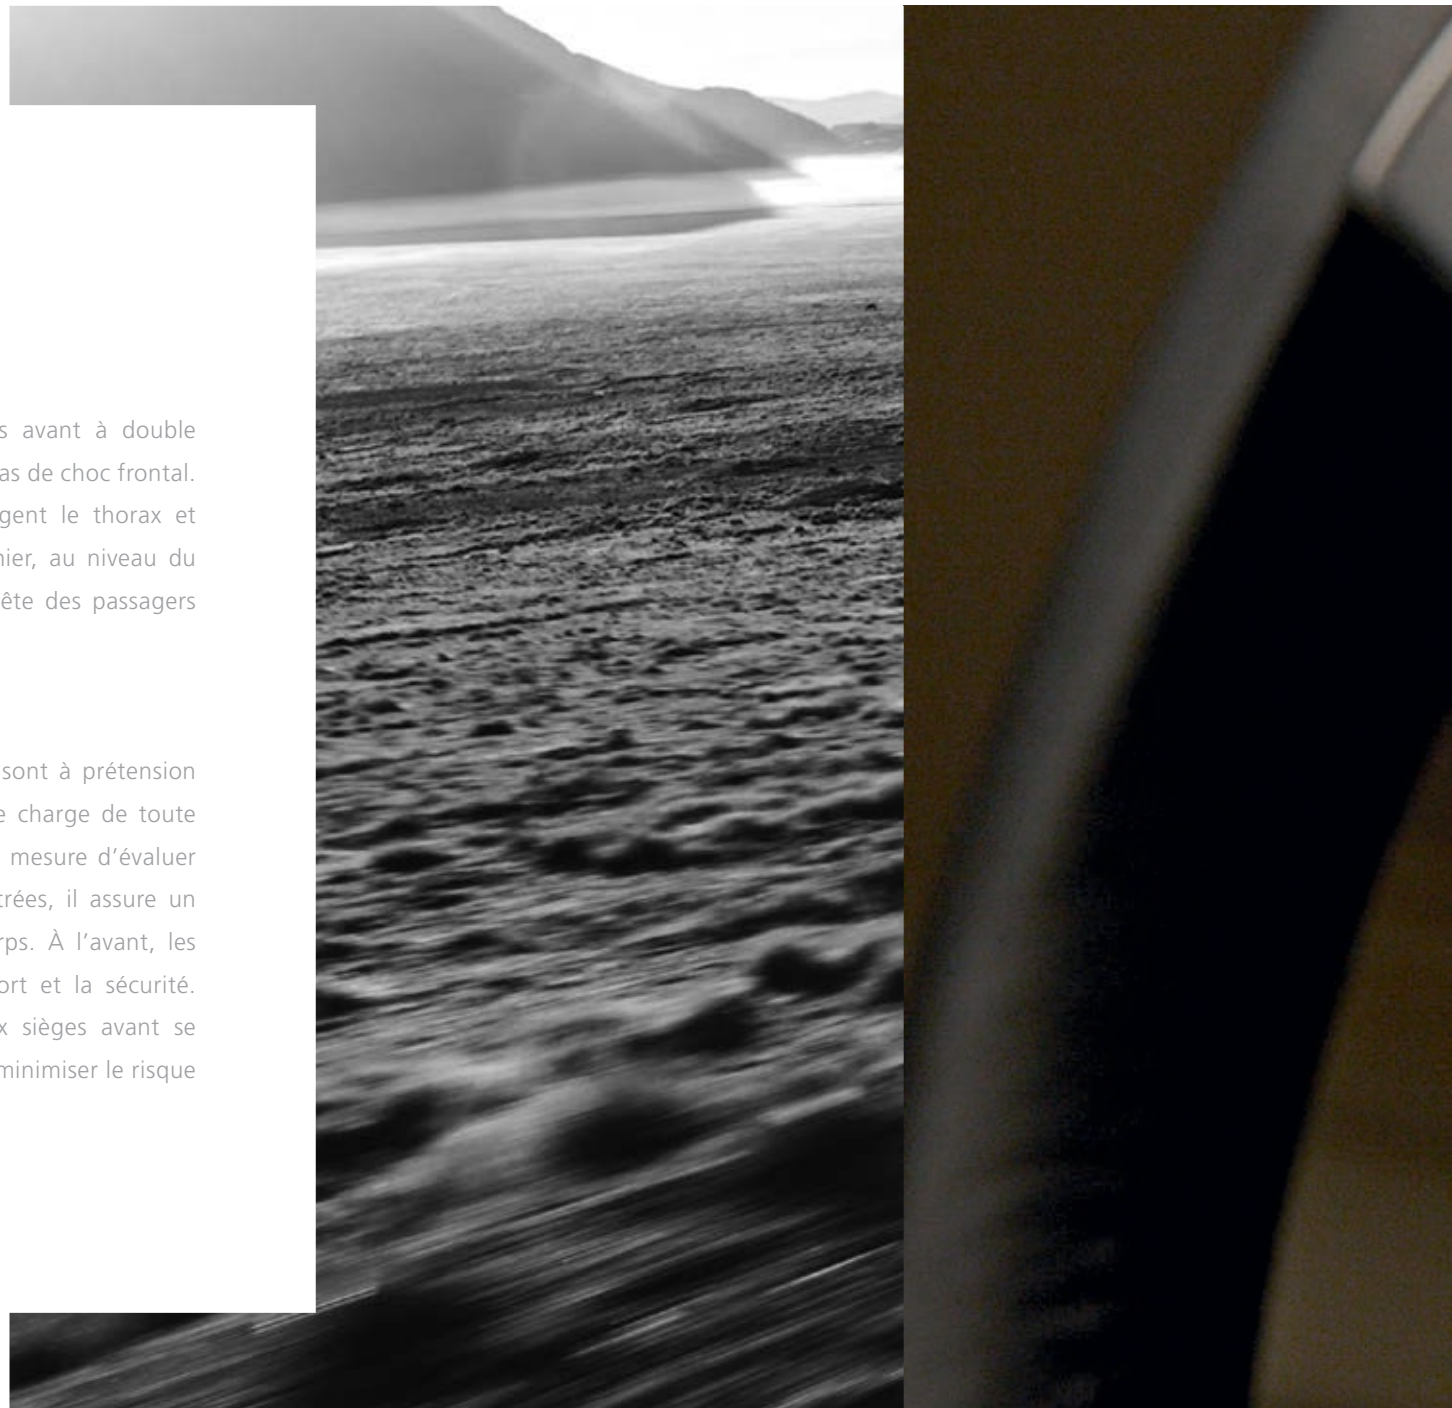 s avant à double
as de choc frontal.
gent le thorax et
nier, au niveau du
ête des passagers
sont à prétension
e charge de toute
mesure d’évaluer
trées, il assure un
rps. À l’avant, les
ort et la sécurité.
x sièges avant se
minimiser le risque